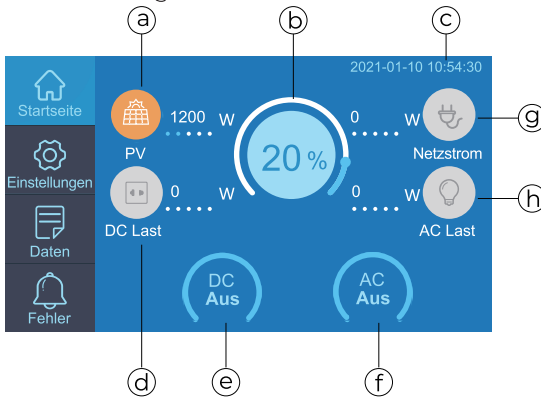 a
b
c
2021-01-10 10:54:30
Startseite
1200 W
0 W
g
PV
20 %
Netzstrom
Einstellungen
0 W
0 W
h
DC Last
AC Last
Daten
DC
Aus
AC
Aus
Fehler
d
e
f